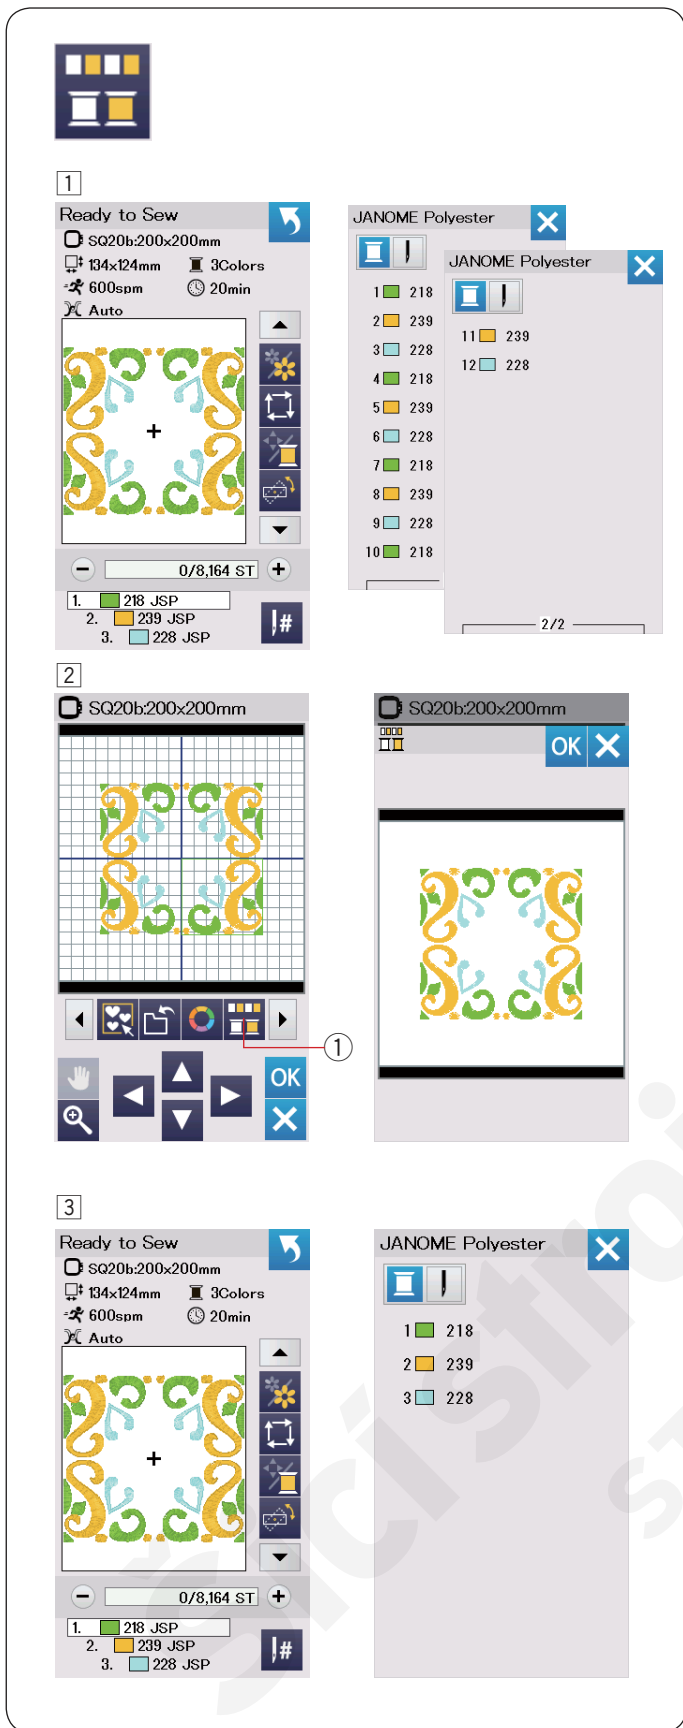 1
Ready to Sew
SQ20b:200x200mm
134x124mm 3Colors
600spm 20min
Auto
0/8,164 ST
1. 218 JSP
2. 239 JSP
3. 228 JSP
#
JANOME Polyester
1 218
2 239
3 228
4 218
5 239
6 228
7 218
8 239
9 228
10 218
JANOME Polyester
11 239
12 228
2/2
2
SQ20b:200x200mm
OK
1
SQ20b:200x200mm
OK
3
Ready to Sew
SQ20b:200x200mm
134x124mm 3Colors
600spm 20min
Auto
0/8,164 ST
1. 218 JSP
2. 239 JSP
3. 228 JSP
#
JANOME Polyester
1 218
2 239
3 228
Šicí stroj